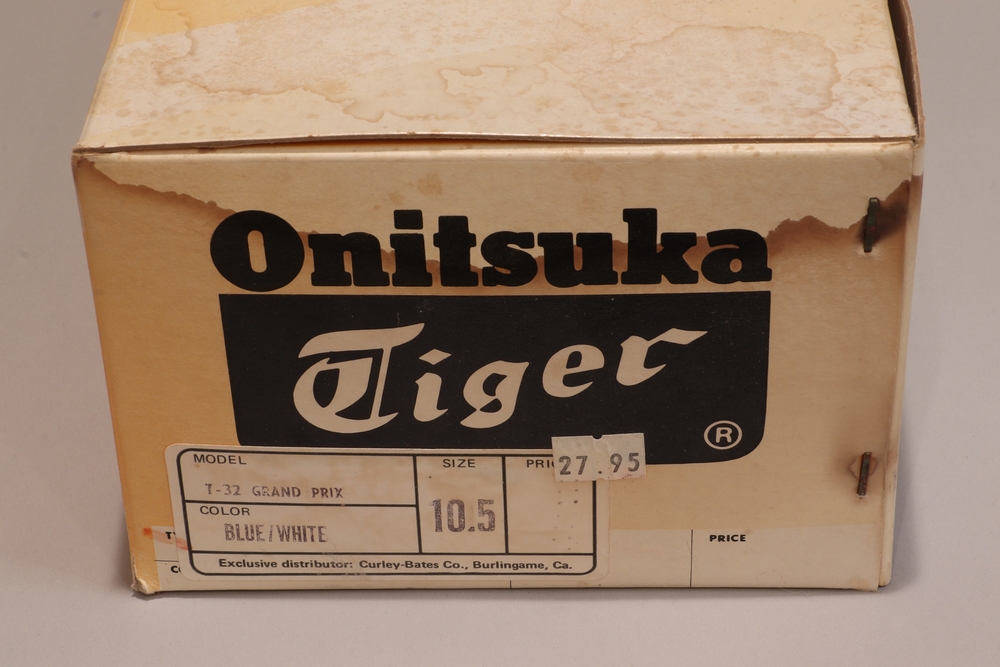 Onitsuka
Tiger
®
MODEL
T-32 GRAND PRIX
COLOR
BLUE/WHITE
SIZE
10.5
27.95
Exclusive distributor: Curley-Bates Co., Burlingame, Ca.
PRICE